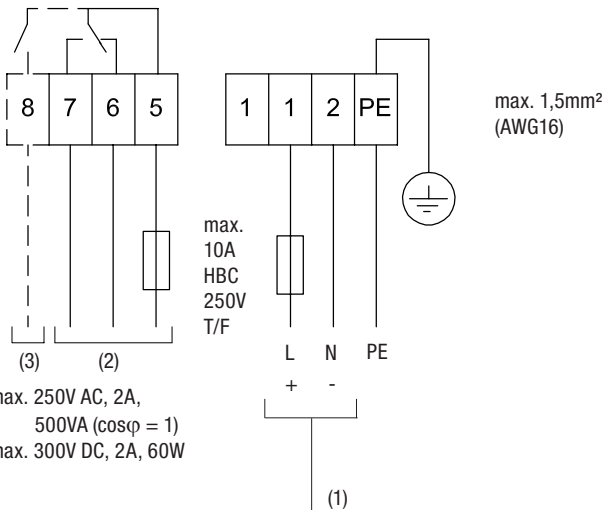 8 7 6 5
1 1 2 PE
max. 1,5mm²
(AWG16)
max.
10A
HBC
250V
T/F
L N PE
+ -
(3) (2)
max. 250V AC, 2A,
500VA (cosφ = 1)
max. 300V DC, 2A, 60W
(1)